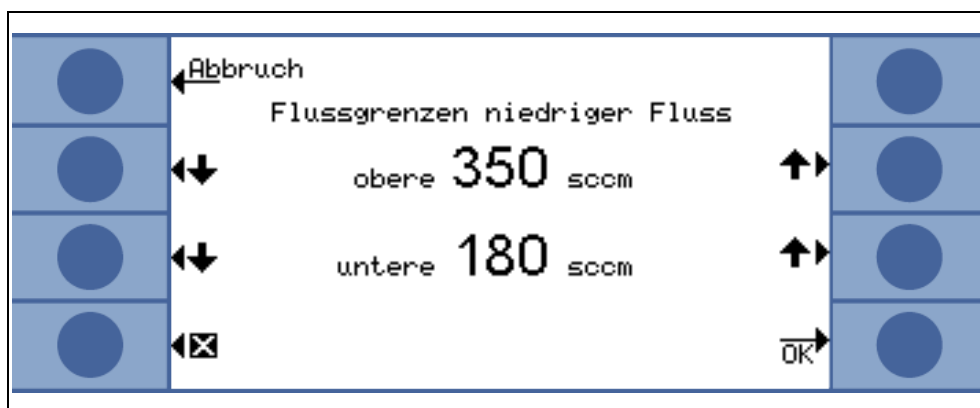 Abbruch
Flussgrenzen niedriger Fluss
obere 350 sccm
untere 180 sccm
OK